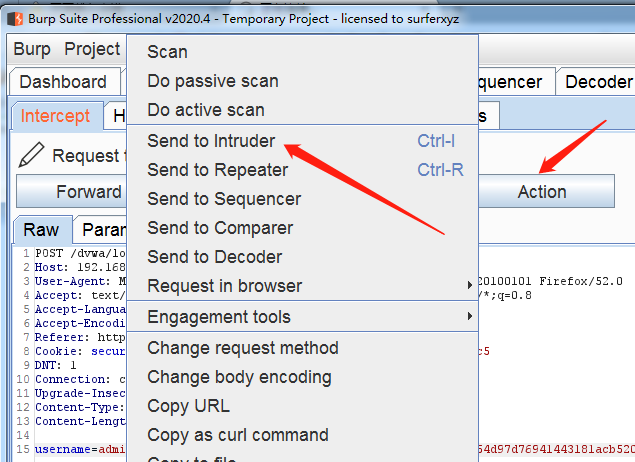 Burp Suite Professional v2020.4 - Temporary Project - licensed to surferxyz
Burp Project
Scan
Do passive scan
Do active scan
Send to Intruder Ctrl-I
Send to Repeater Ctrl-R
Send to Sequencer
Send to Comparer
Send to Decoder
Request in browser
Engagement tools
Change request method
Change body encoding
Copy URL
Copy as curl command
Copy to file
Dashboard quencer Decoder
Intercept H s
Request t
Forward Action
Raw Paran
1 POST /dvwa/lo
2 Host: 192.168
3 User-Agent: M 20100101 Firefox/52.0
4 Accept: text/ /*;q=0.8
5 Accept-Langua
6 Accept-Encodi
7 Referer: http
8 Cookie: secur c5
9 DNT: 1
10 Connection: c
11 Upgrade-Insec
12 Content-Type:
13 Content-Lengt
15 username=admi 54d97d76941443181acb520